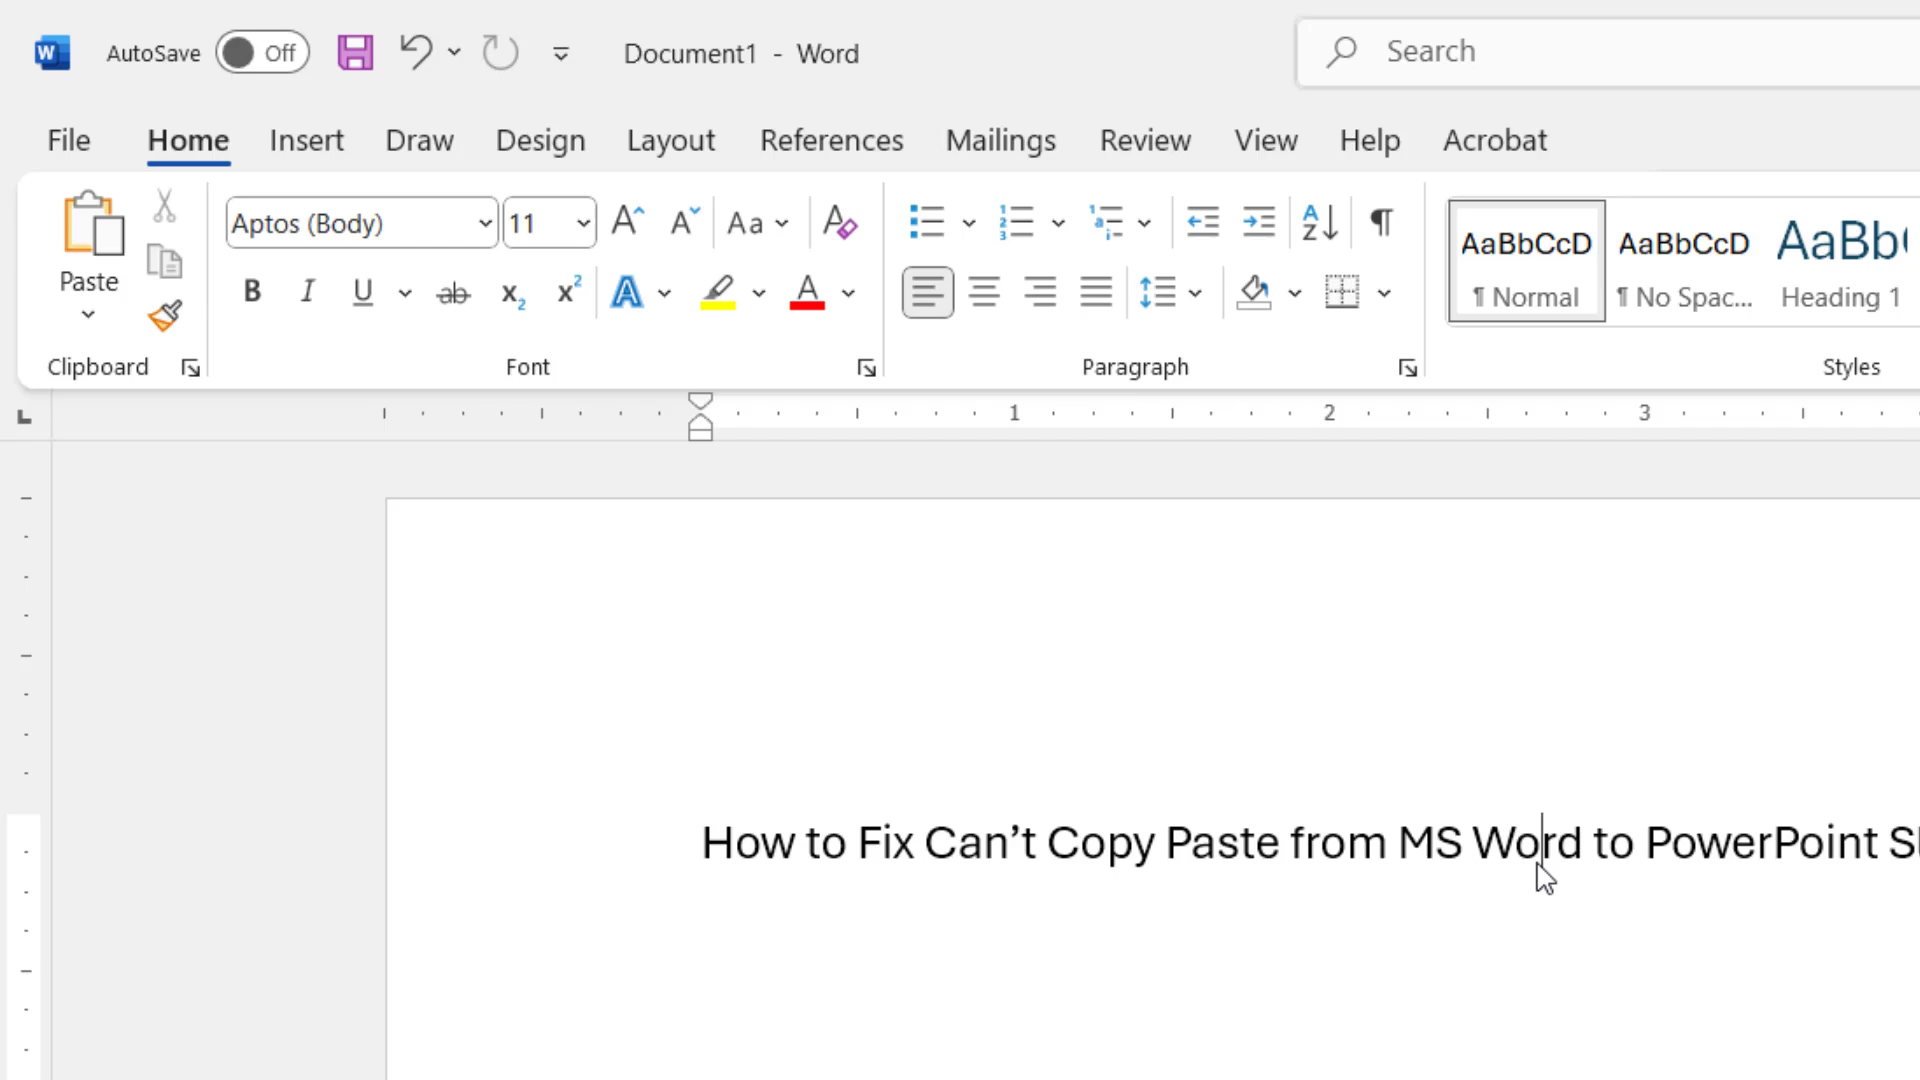 AutoSave Off Document1 - Word Search
File Home Insert Draw Design Layout References Mailings Review View Help Acrobat
Paste
Aptos (Body) 11
AaBbCcD AaBbCcD AaBb
¶ Normal ¶ No Spac... Heading 1
Clipboard Font Paragraph Styles
1 2 3
How to Fix Can’t Copy Paste from MS Word to PowerPoint